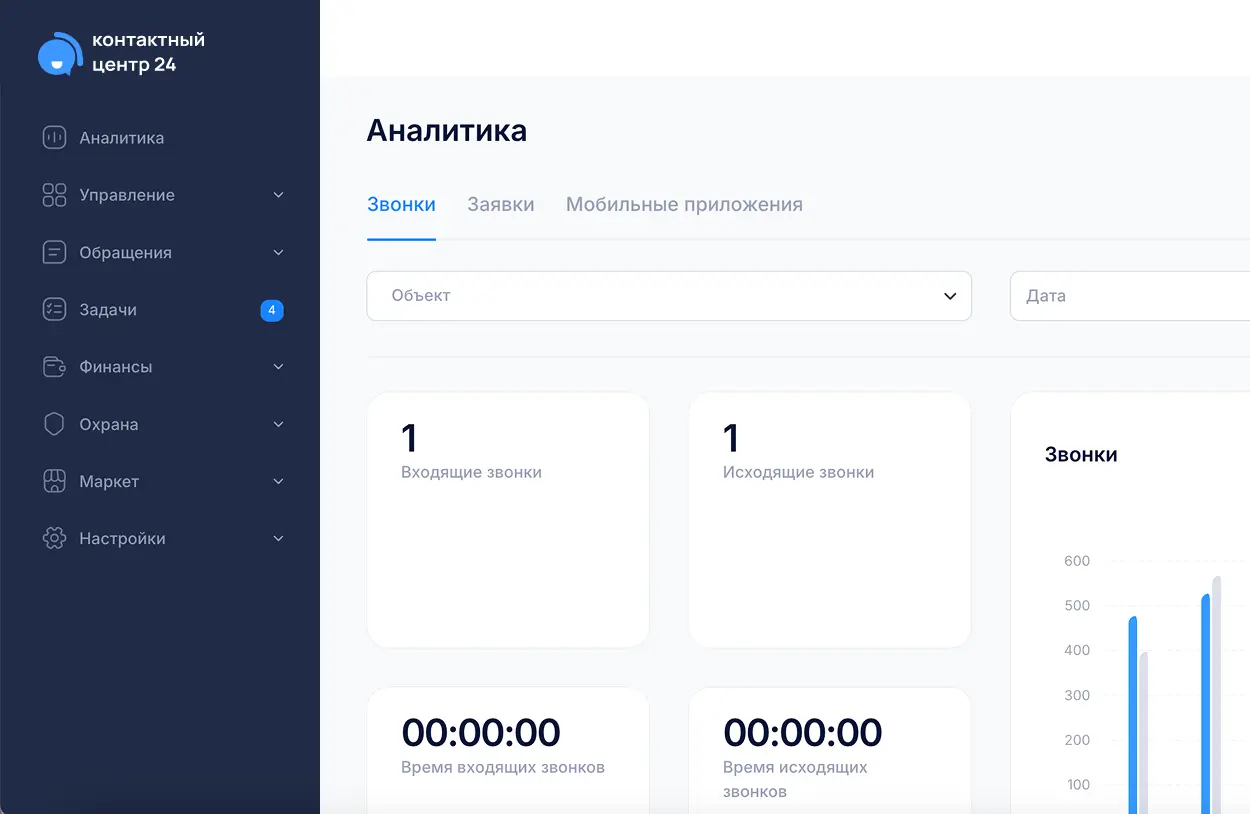 контактный
центр 24
Аналитика
Управление
Обращения
Задачи
4
Финансы
Охрана
Маркет
Настройки
Аналитика
Звонки
Заявки
Мобильные приложения
Объект
Дата
1
Входящие звонки
1
Исходящие звонки
00:00:00
Время входящих звонков
00:00:00
Время исходящих
звонков
Звонки
600
500
400
300
200
100